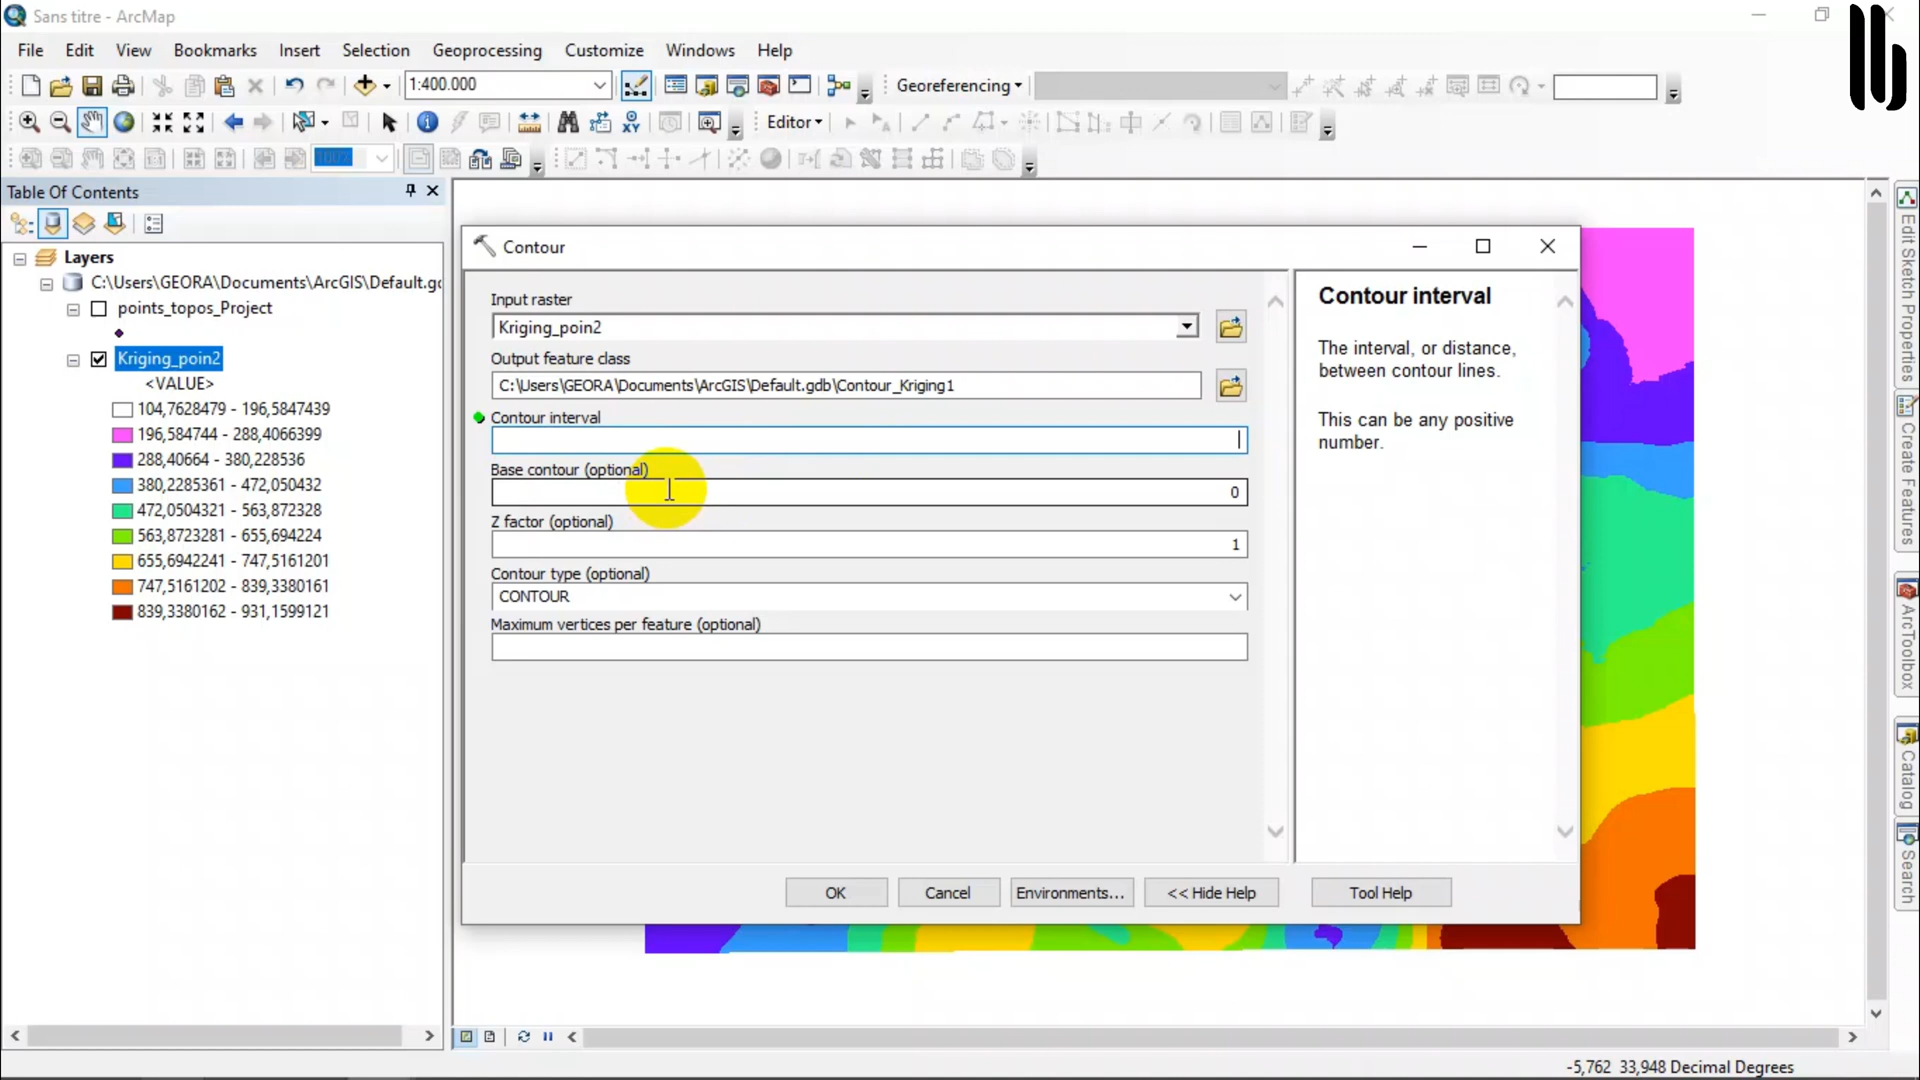 Sans titre - ArcMap
File Edit View Bookmarks Insert Selection Geoprocessing Customize Windows Help
1:400.000
Georeferencing
Editor
100%
Table Of Contents
Layers
C:\Users\GEORA\Documents\ArcGIS\Default.gd
points_topos_Project
Kriging_poin2
<VALUE>
104,7628479 - 196,5847439
196,584744 - 288,4066399
288,40664 - 380,228536
380,2285361 - 472,050432
472,0504321 - 563,872328
563,8723281 - 655,694224
655,6942241 - 747,5161201
747,5161202 - 839,3380161
839,3380162 - 931,1599121
Contour
Input raster
Kriging_poin2
Output feature class
C:\Users\GEORA\Documents\ArcGIS\Default.gdb\Contour_Kriging1
Contour interval
Base contour (optional)
0
Z factor (optional)
1
Contour type (optional)
CONTOUR
Maximum vertices per feature (optional)
OK Cancel Environments... << Hide Help Tool Help
Contour interval
The interval, or distance,
between contour lines.
This can be any positive
number.
Edit Sketch Properties
Create Features
ArcToolbox
Catalog
Search
-5,762 33,948 Decimal Degrees